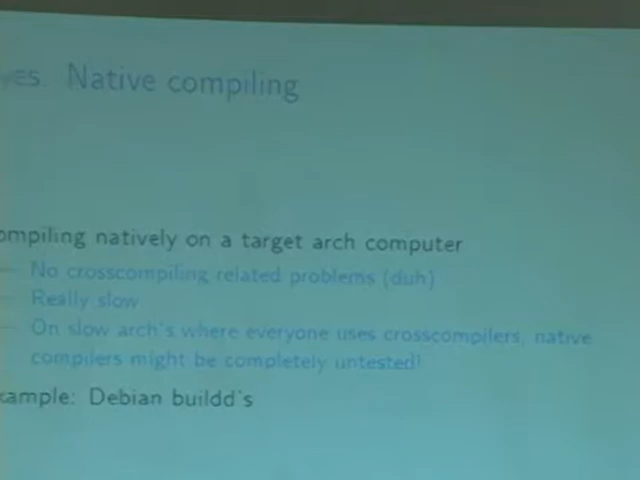 ves. Native compiling
ompiling natively on a target arch computer
— No crosscompiling related problems (duh)
— Really slow
— On slow arch's where everyone uses crosscompilers, native
compilers might be completely untested!
xample: Debian buildd's